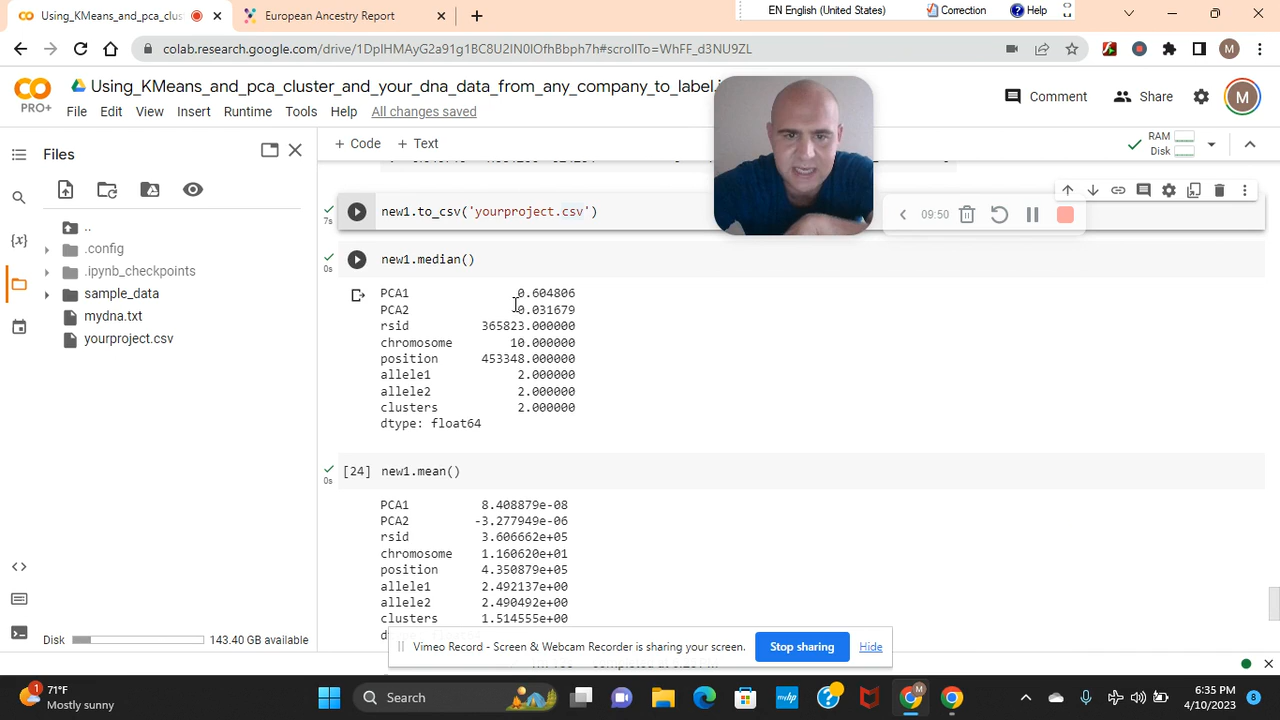 Using_KMeans_and_pca_clus
European Ancestry Report
EN English (United States)
Correction
Help
colab.research.google.com/drive/1DpIHMAyG2a91g1BC8U2IN0IOfhBbph7h#scrollTo=WhFF_d3NU9ZL
M
CO
PRO+
Using_KMeans_and_pca_cluster_and_your_dna_data_from_any_company_to_label.i
File Edit View Insert Runtime Tools Help All changes saved
Comment
Share
M
Files
+ Code + Text
RAM
Disk
..
.config
.ipynb_checkpoints
sample_data
mydna.txt
yourproject.csv
{x}
7s
new1.to_csv('yourproject.csv')
09:50
0s
new1.median()
PCA1 0.604806
PCA2 0.031679
rsid 365823.000000
chromosome 10.000000
position 453348.000000
allele1 2.000000
allele2 2.000000
clusters 2.000000
dtype: float64
[24] new1.mean()
0s
PCA1 8.408879e-08
PCA2 -3.277949e-06
rsid 3.606662e+05
chromosome 1.160620e+01
position 4.350879e+05
allele1 2.492137e+00
allele2 2.490492e+00
clusters 1.514555e+00
Disk 143.40 GB available
Vimeo Record - Screen & Webcam Recorder is sharing your screen.
Stop sharing
Hide
1
71°F
Mostly sunny
Search
mhp
M
6:35 PM
4/10/2023
8